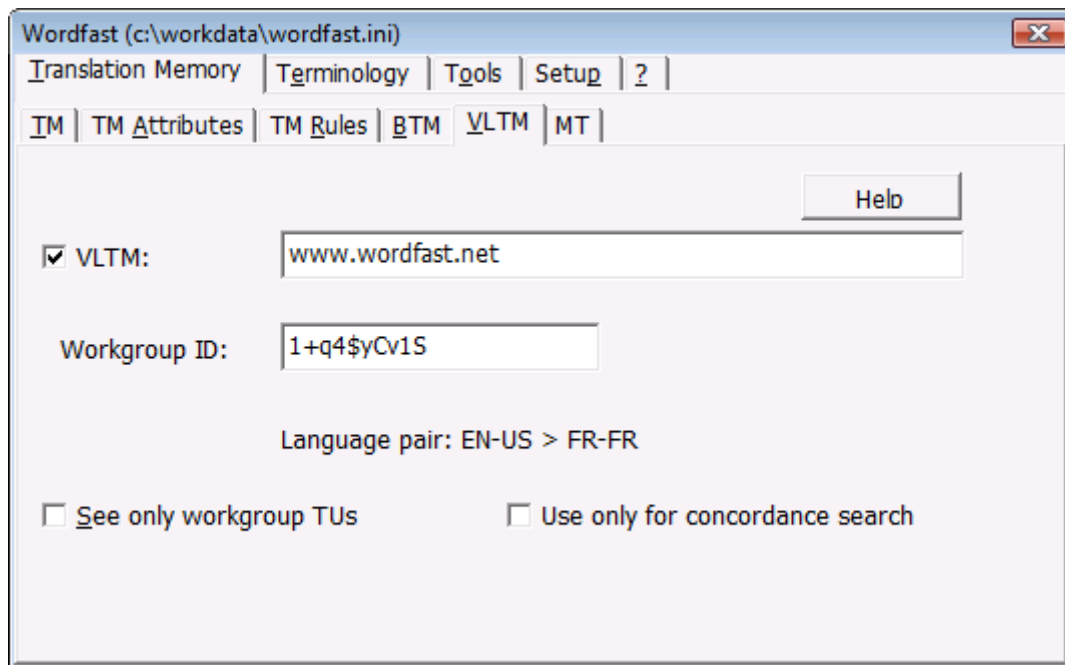 Wordfast (c:\workdata\wordfast.ini)
Translation Memory Terminology Tools Setup ?
TM TM Attributes TM Rules BTM VLTM MT
Help
VLTM: www.wordfast.net
Workgroup ID: 1+q4$yCv1S
Language pair: EN-US > FR-FR
See only workgroup TUs Use only for concordance search